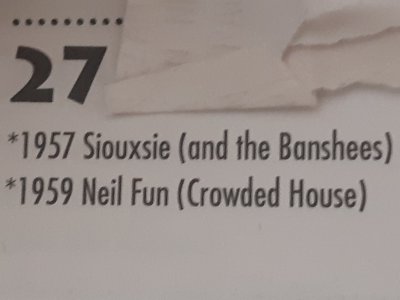 27
*1957 Siouxsie (and the Banshees)
*1959 Neil Fun (Crowded House)